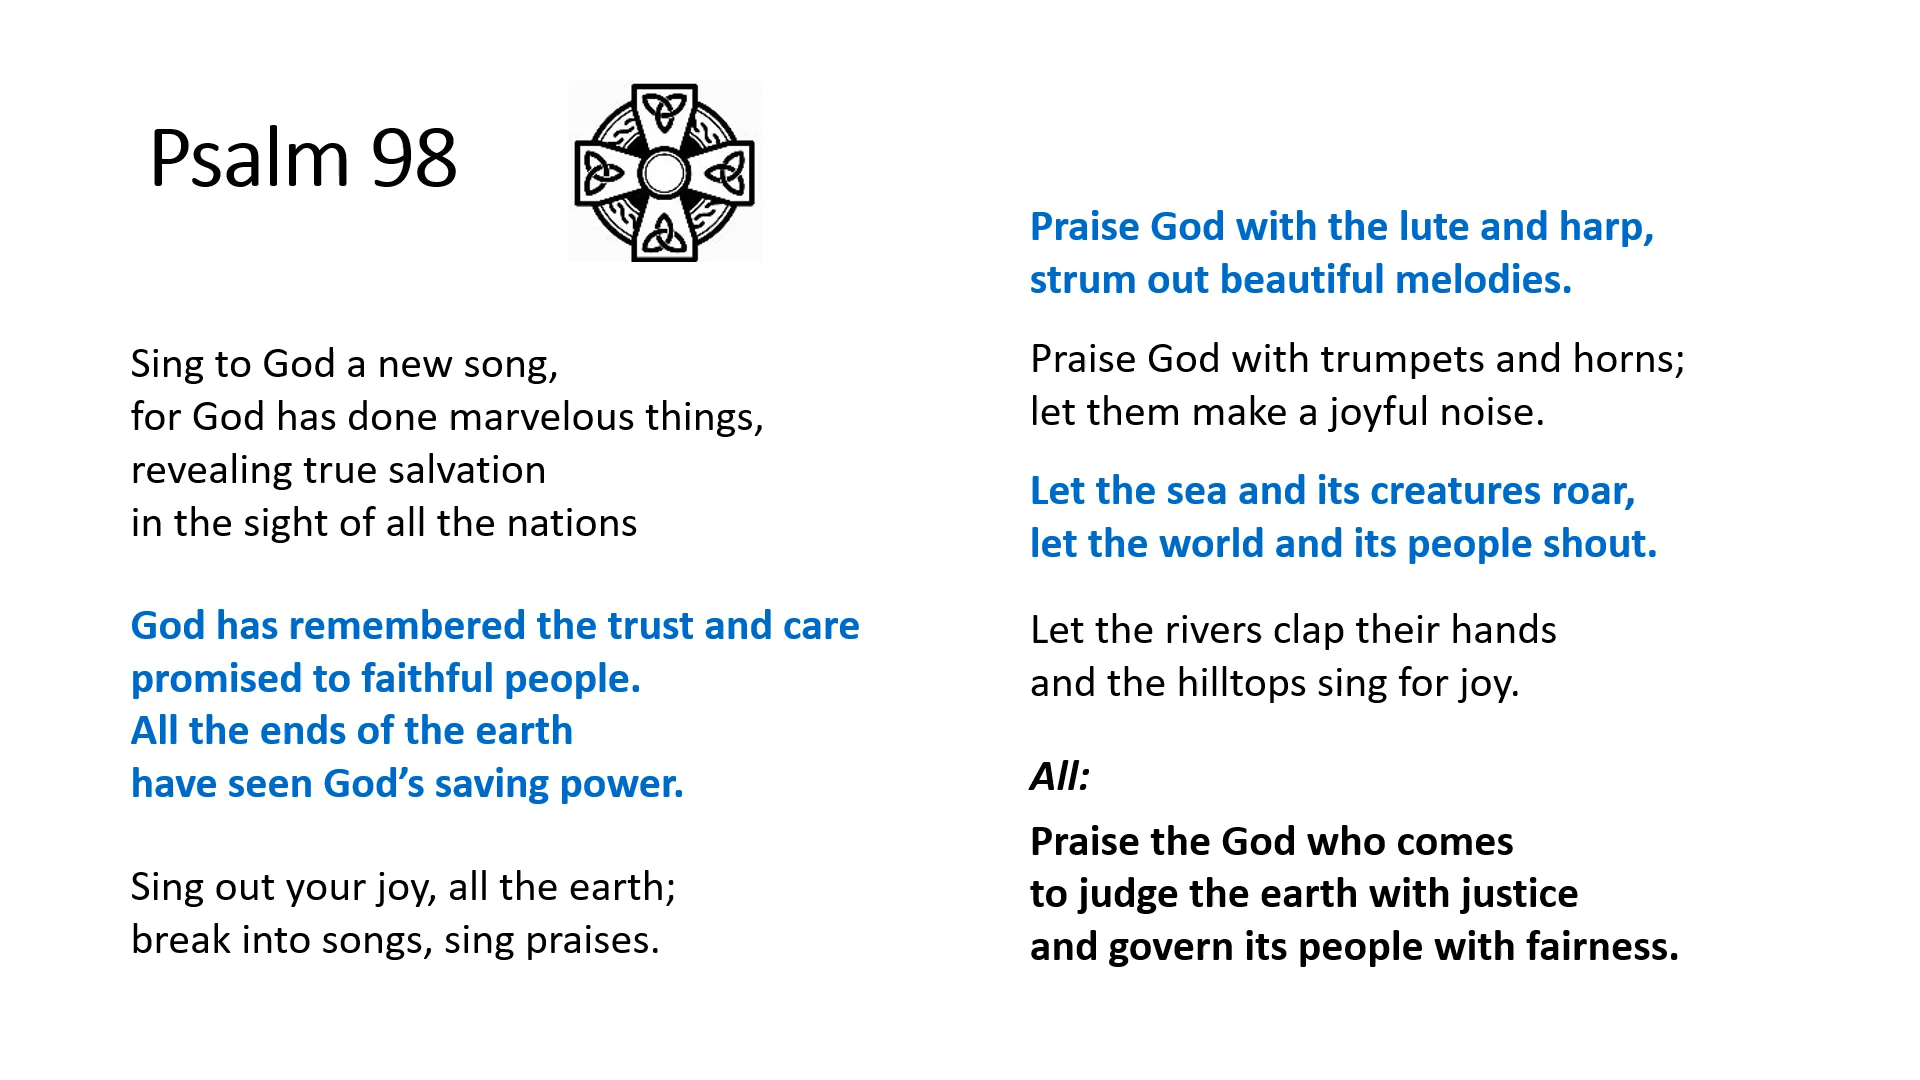 Psalm 98
Sing to God a new song,
for God has done marvelous things,
revealing true salvation
in the sight of all the nations
God has remembered the trust and care
promised to faithful people.
All the ends of the earth
have seen God’s saving power.
Sing out your joy, all the earth;
break into songs, sing praises.
Praise God with the lute and harp,
strum out beautiful melodies.
Praise God with trumpets and horns;
let them make a joyful noise.
Let the sea and its creatures roar,
let the world and its people shout.
Let the rivers clap their hands
and the hilltops sing for joy.
All:
Praise the God who comes
to judge the earth with justice
and govern its people with fairness.